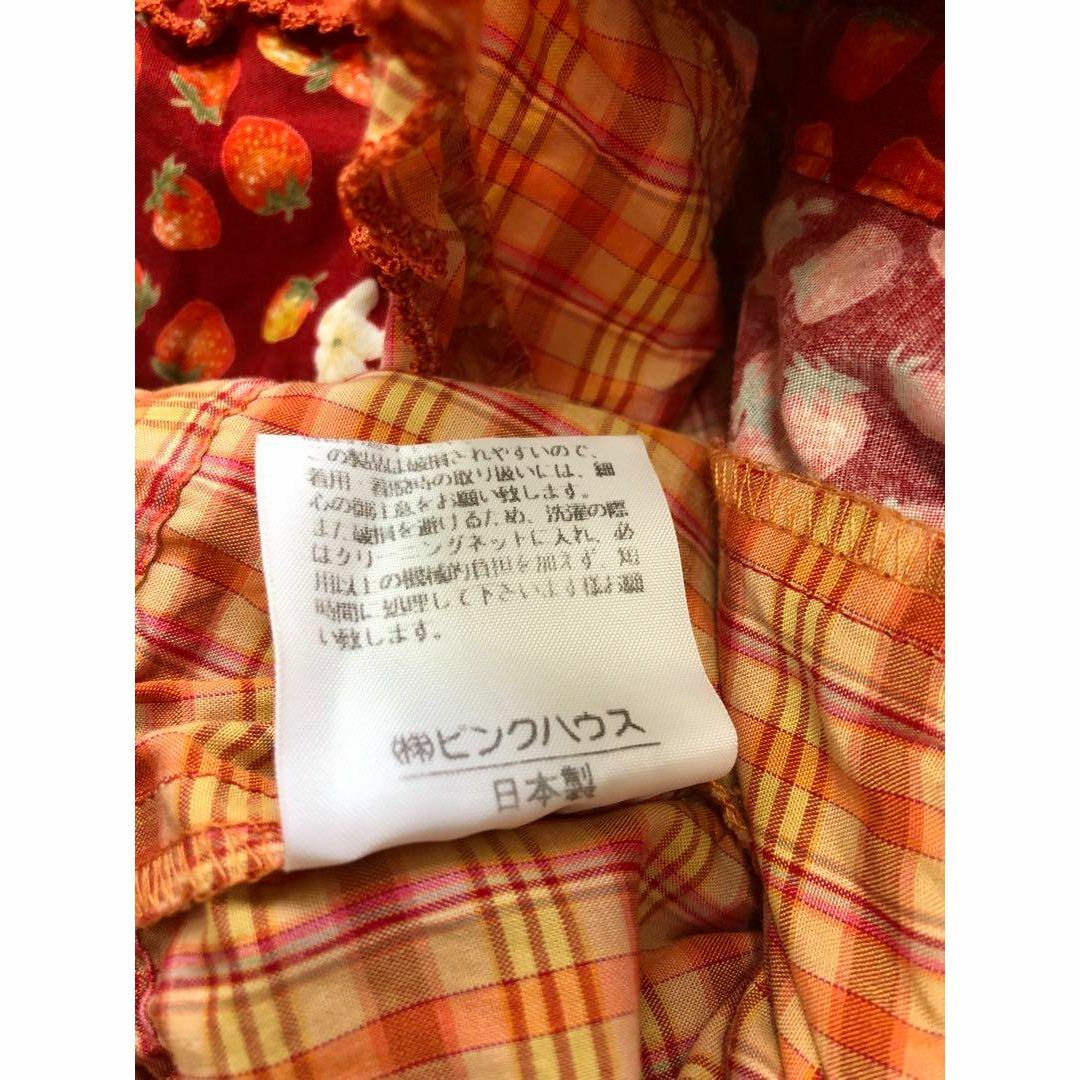 この製品は破損されやすいので、
着用・着脱時の取り扱いには、細
心の御注意をお願い致します。
また破損を避けるため、洗濯の際
はクリーニングネットに入れ、必
用以上の機械的負担を加えず、短
時間に処理して下さいます様お願
い致します。
㈱ピンクハウス
日本製